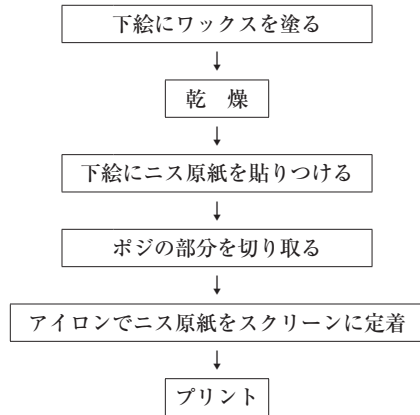 下絵にワックスを塗る
乾　燥
下絵にニス原紙を貼りつける
ポジの部分を切り取る
アイロンでニス原紙をスクリーンに定着
プリント